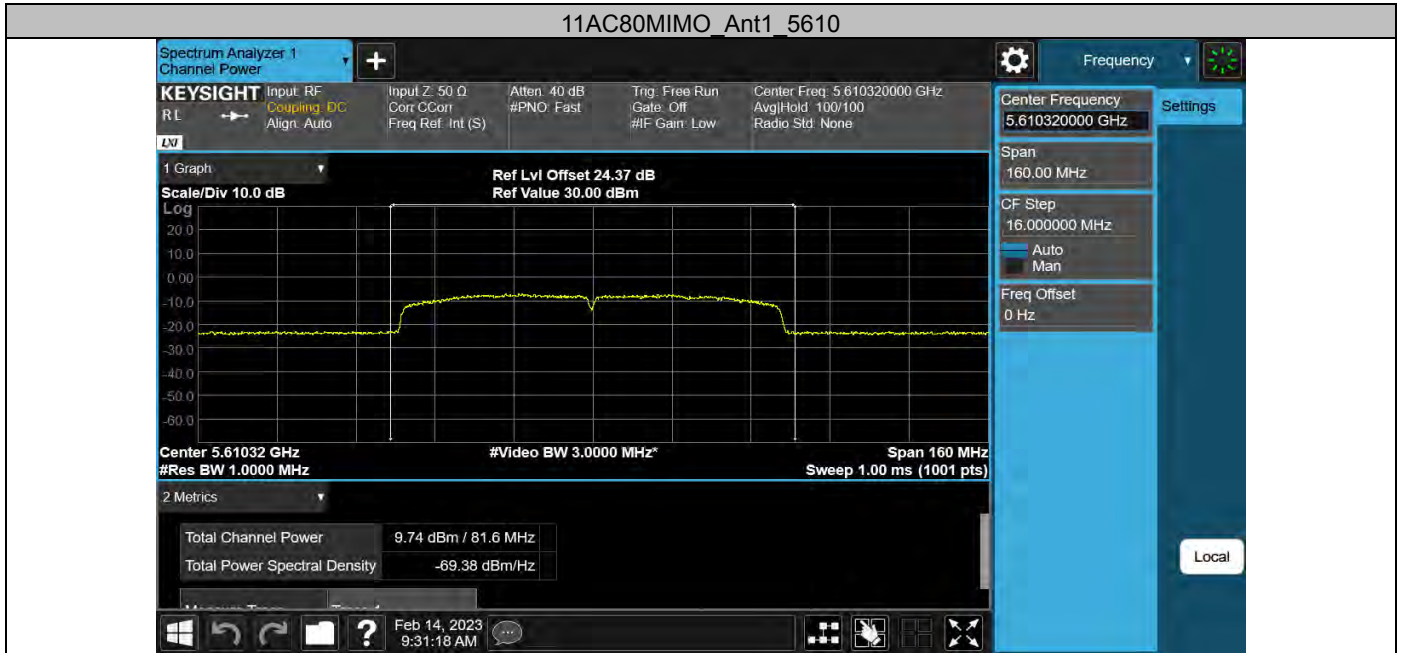 11AC80MIMO_Ant1_5610
Spectrum Analyzer 1
Channel Power
+
Frequency
KEYSIGHT
RL
LXI
Input: RF
Coupling: DC
Align: Auto
Input Z: 50 Ω
Corr CCorr
Freq Ref: Int (S)
Atten: 40 dB
#PNO: Fast
Trig: Free Run
Gate: Off
#IF Gain: Low
Center Freq: 5.610320000 GHz
Avg|Hold: 100/100
Radio Std: None
Center Frequency
5.610320000 GHz
Settings
Span
160.00 MHz
CF Step
16.000000 MHz
Auto
Man
Freq Offset
0 Hz
1 Graph
Scale/Div 10.0 dB
Ref Lvl Offset 24.37 dB
Ref Value 30.00 dBm
Log
20.0
10.0
0.00
-10.0
-20.0
-30.0
-40.0
-50.0
-60.0
Center 5.61032 GHz
#Video BW 3.0000 MHz*
Span 160 MHz
#Res BW 1.0000 MHz
Sweep 1.00 ms (1001 pts)
2 Metrics
Total Channel Power 9.74 dBm / 81.6 MHz
Total Power Spectral Density -69.38 dBm/Hz
Local
?
Feb 14, 2023
9:31:18 AM